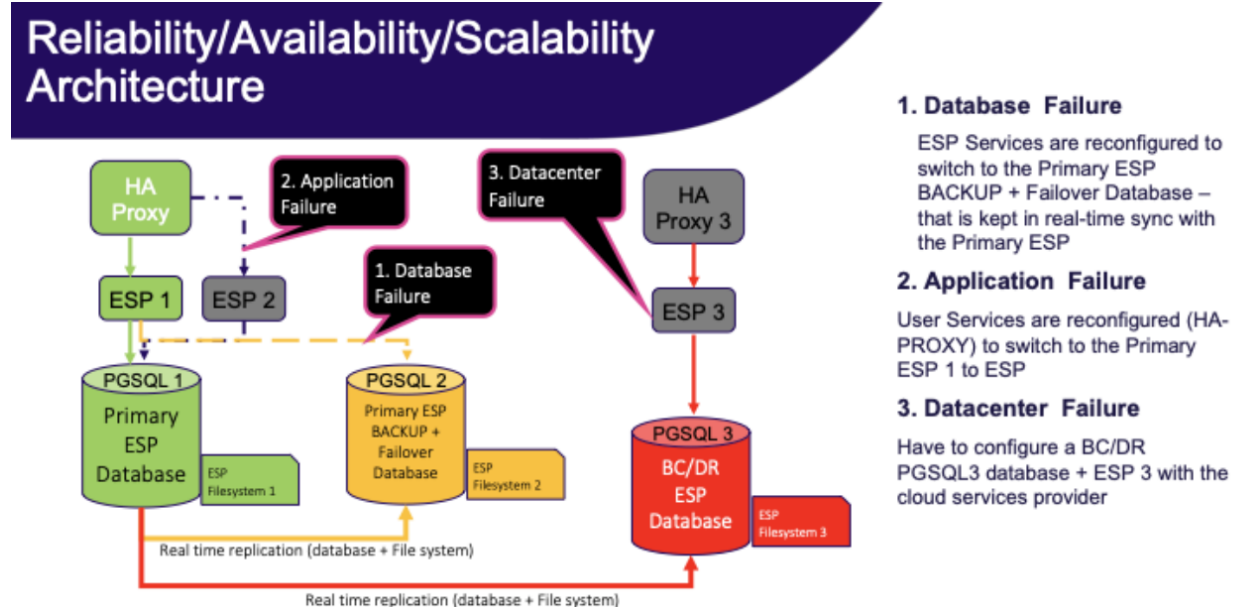 Reliability/Availability/Scalability
Architecture
HA
Proxy
2. Application
Failure
3. Datacenter
Failure
HA
Proxy 3
1. Database
Failure
ESP 1
ESP 2
ESP 3
PGSQL 1
Primary
ESP
Database
ESP
Filesystem 1
PGSQL 2
Primary ESP
BACKUP +
Failover
Database
ESP
Filesystem 2
PGSQL 3
BC/DR
ESP
Database
ESP
Filesystem 3
Real time replication (database + File system)
Real time replication (database + File system)
1. Database Failure
ESP Services are reconfigured to
switch to the Primary ESP
BACKUP + Failover Database –
that is kept in real-time sync with
the Primary ESP
2. Application Failure
User Services are reconfigured (HA-
PROXY) to switch to the Primary
ESP 1 to ESP
3. Datacenter Failure
Have to configure a BC/DR
PGSQL3 database + ESP 3 with the
cloud services provider